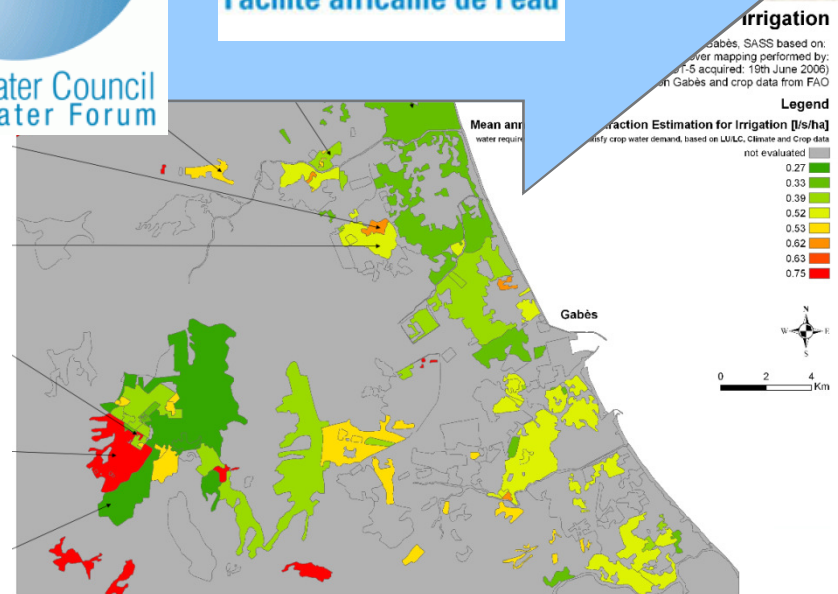 Facilité africaine de l'eau
ater Council
ater Forum
Irrigation
Gabès, SASS based on:
over mapping performed by:
T-5 acquired: 19th June 2006)
n Gabès and crop data from FAO
Legend
Mean ann
raction Estimation for Irrigation [l/s/ha]
water require
isfy crop water demand, based on LU/LC, Climate and Crop data
not evaluated
0.27
0.33
0.39
0.52
0.53
0.62
0.63
0.75
Gabès
N
W
E
S
0 2 4
Km